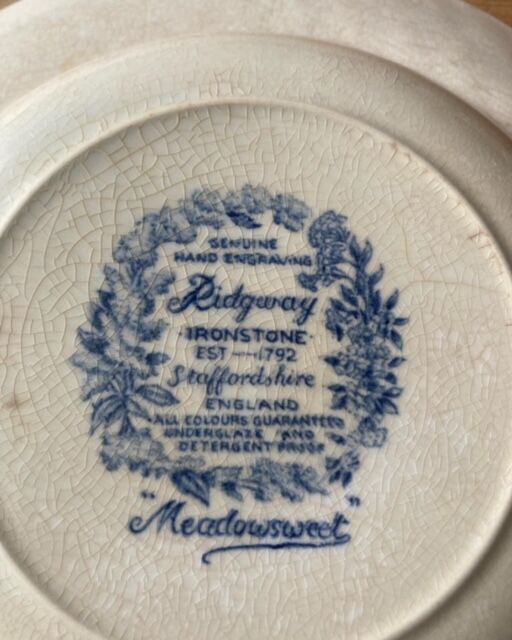 GENUINE
HAND ENGRAVING
Ridgway
·IRONSTONE·
EST — 1792
Staffordshire
ENGLAND
ALL COLOURS GUARANTEED
UNDERGLAZE AND
DETERGENT PROOF
"Meadowsweet"